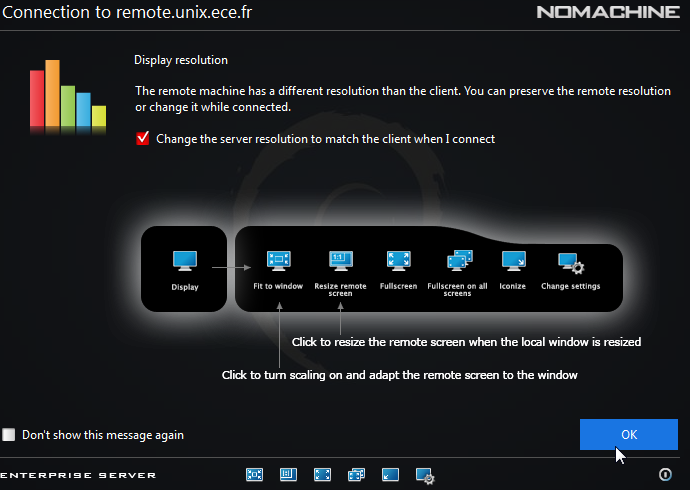 Connection to remote.unix.ece.fr
NOMACHINE
Display resolution
The remote machine has a different resolution than the client. You can preserve the remote resolution
or change it while connected.
Change the server resolution to match the client when I connect
1:1
Display
Fit to window
Resize remote
screen
Fullscreen
Fullscreen on all
screens
Iconize
Change settings
Click to resize the remote screen when the local window is resized
Click to turn scaling on and adapt the remote screen to the window
Don't show this message again
OK
ENTERPRISE SERVER